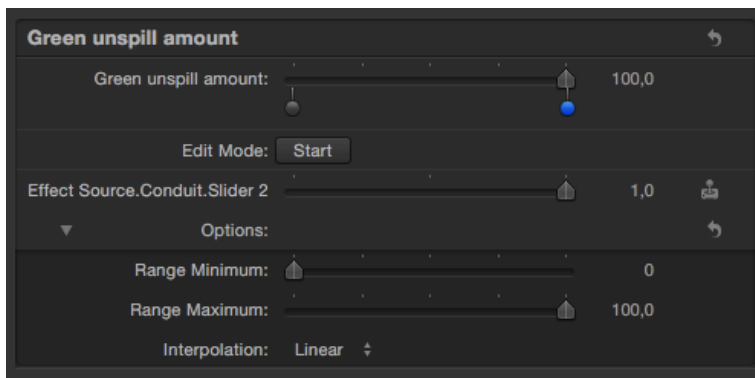 Green unspill amount
Green unspill amount: 100,0
Edit Mode: Start
Effect Source.Conduit.Slider 2 1,0
Options:
Range Minimum: 0
Range Maximum: 100,0
Interpolation: Linear